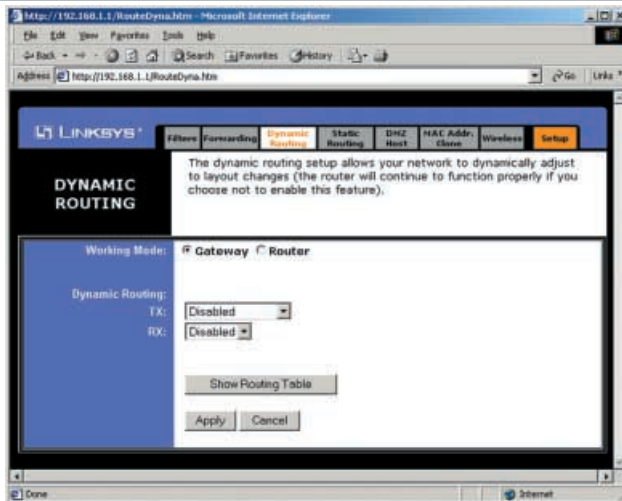 http://192.168.1.1/RouteDyna.htm - Microsoft Internet Explorer
File Edit View Favorites Tools Help
Back Search Favorites History
Address http://192.168.1.1/RouteDyna.htm Go Links »
LINKSYS®
Filters Forwarding Dynamic Routing Static Routing DMZ Host MAC Addr. Clone Wireless Setup
DYNAMIC ROUTING
The dynamic routing setup allows your network to dynamically adjust
to layout changes (the router will continue to function properly if you
choose not to enable this feature).
Working Mode: Gateway Router
Dynamic Routing:
TX: Disabled
RX: Disabled
Show Routing Table
Apply Cancel
Done Internet